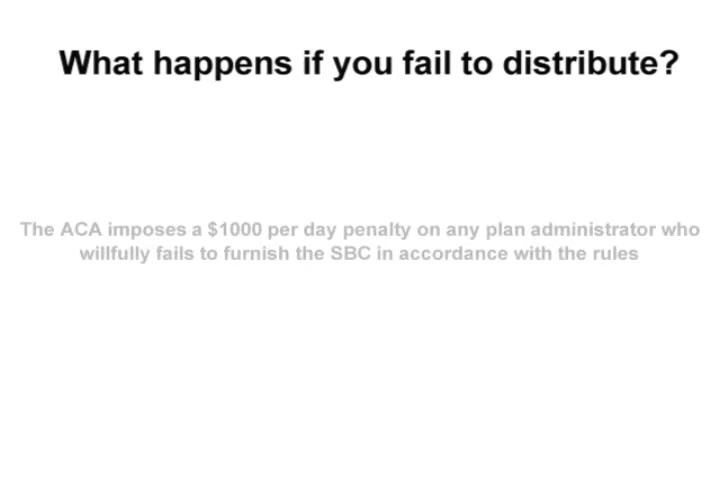 What happens if you fail to distribute?
The ACA imposes a $1000 per day penalty on any plan administrator who
willfully fails to furnish the SBC in accordance with the rules